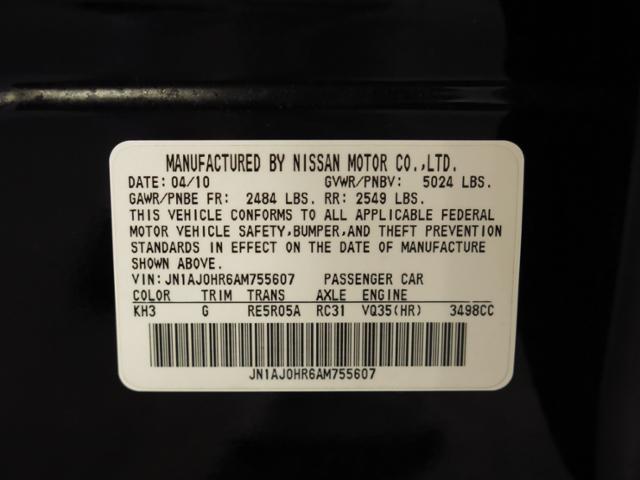 MANUFACTURED BY NISSAN MOTOR CO.,LTD.
DATE: 04/10 GVWR/PNBV: 5024 LBS.
GAWR/PNBE FR: 2484 LBS. RR: 2549 LBS.
THIS VEHICLE CONFORMS TO ALL APPLICABLE FEDERAL
MOTOR VEHICLE SAFETY,BUMPER,AND THEFT PREVENTION
STANDARDS IN EFFECT ON THE DATE OF MANUFACTURE
SHOWN ABOVE.
VIN: JN1AJ0HR6AM755607 PASSENGER CAR
COLOR TRIM TRANS AXLE ENGINE
KH3 G RE5R05A RC31 VQ35(HR) 3498CC
JN1AJ0HR6AM755607